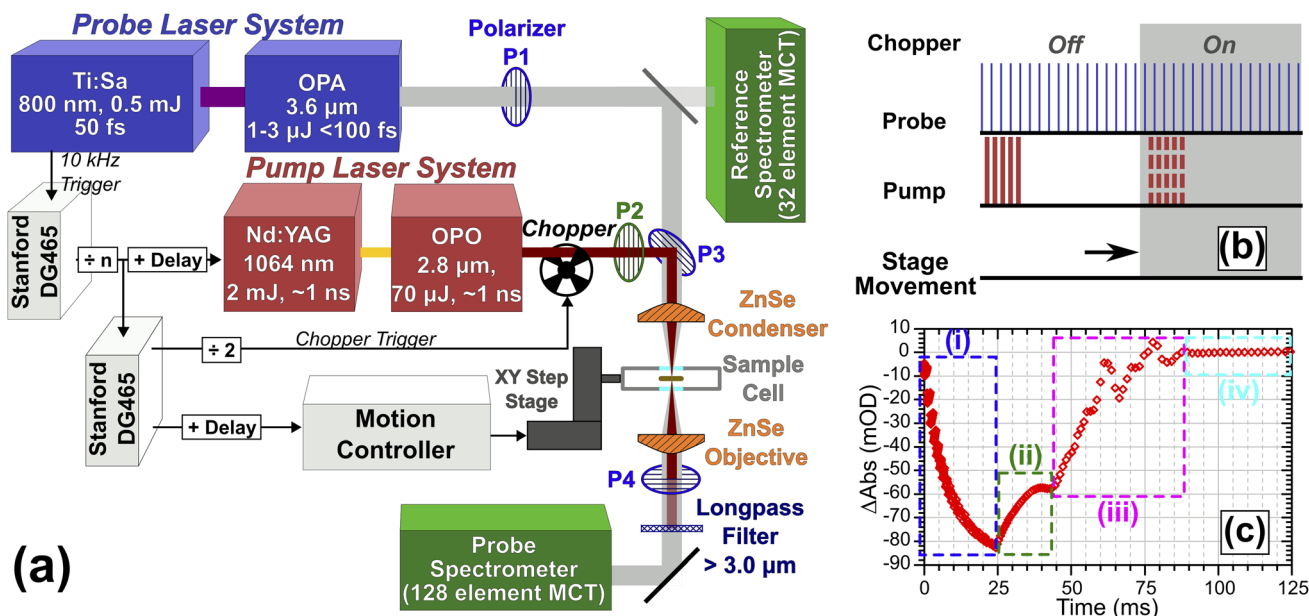 Probe Laser System
Ti:Sa
800 nm, 0.5 mJ
50 fs
OPA
3.6 µm
1-3 µJ <100 fs
Polarizer
P1
Reference
Spectrometer
(32 element MCT)
10 kHz
Trigger
Pump Laser System
Stanford
DG465
÷ n
+ Delay
Nd:YAG
1064 nm
2 mJ, ~1 ns
OPO
2.8 µm,
70 µJ, ~1 ns
Chopper
P2
P3
ZnSe
Condenser
Stanford
DG465
÷ 2
Chopper Trigger
XY Step
Stage
Sample
Cell
+ Delay
Motion
Controller
ZnSe
Objective
P4
Longpass
Filter
> 3.0 µm
Probe
Spectrometer
(128 element MCT)
(a)
Chopper
Off
On
Probe
Pump
Stage
Movement
(b)
ΔAbs (mOD)
10
0
-10
-20
-30
-40
-50
-60
-70
-80
-90
(i)
(ii)
(iii)
(iv)
(c)
0
25
50
75
100
125
Time (ms)